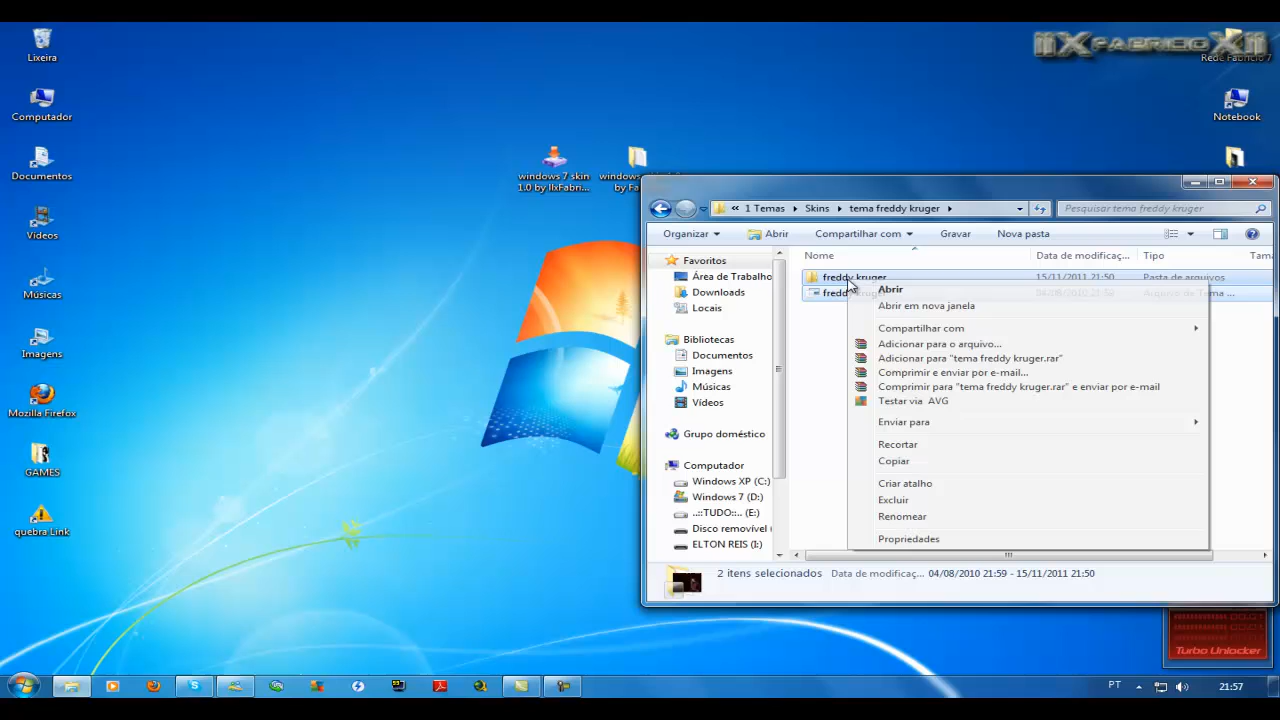 IIXFABRICIOXII
Lixeira
Computador
Documentos
Vídeos
Músicas
Imagens
Mozilla Firefox
GAMES
quebra Link
windows 7 skin
1.0 by IIxFabri...
windows
by Fa
Rede Fabricio 7
Notebook
« 1 Temas Skins tema freddy kruger
Pesquisar tema freddy kruger
Organizar Abrir Compartilhar com Gravar Nova pasta
Nome Data de modificaç... Tipo Tama
freddy kruger 15/11/2011 21:50 Pasta de arquivos
freddy kruger 04/08/2010 21:59 Arquivo de Tema ...
Favoritos
Área de Trabalho
Downloads
Locais
Bibliotecas
Documentos
Imagens
Músicas
Vídeos
Grupo doméstico
Computador
Windows XP (C:)
Windows 7 (D:)
..::TUDO::.. (E:)
Disco removível (
ELTON REIS (I:)
Abrir
Abrir em nova janela
Compartilhar com
Adicionar para o arquivo...
Adicionar para "tema freddy kruger.rar"
Comprimir e enviar por e-mail...
Comprimir para "tema freddy kruger.rar" e enviar por e-mail
Testar via AVG
Enviar para
Recortar
Copiar
Criar atalho
Excluir
Renomear
Propriedades
2 itens selecionados Data de modificaç... 04/08/2010 21:59 - 15/11/2011 21:50
Turbo Unlocker
PT
21:57